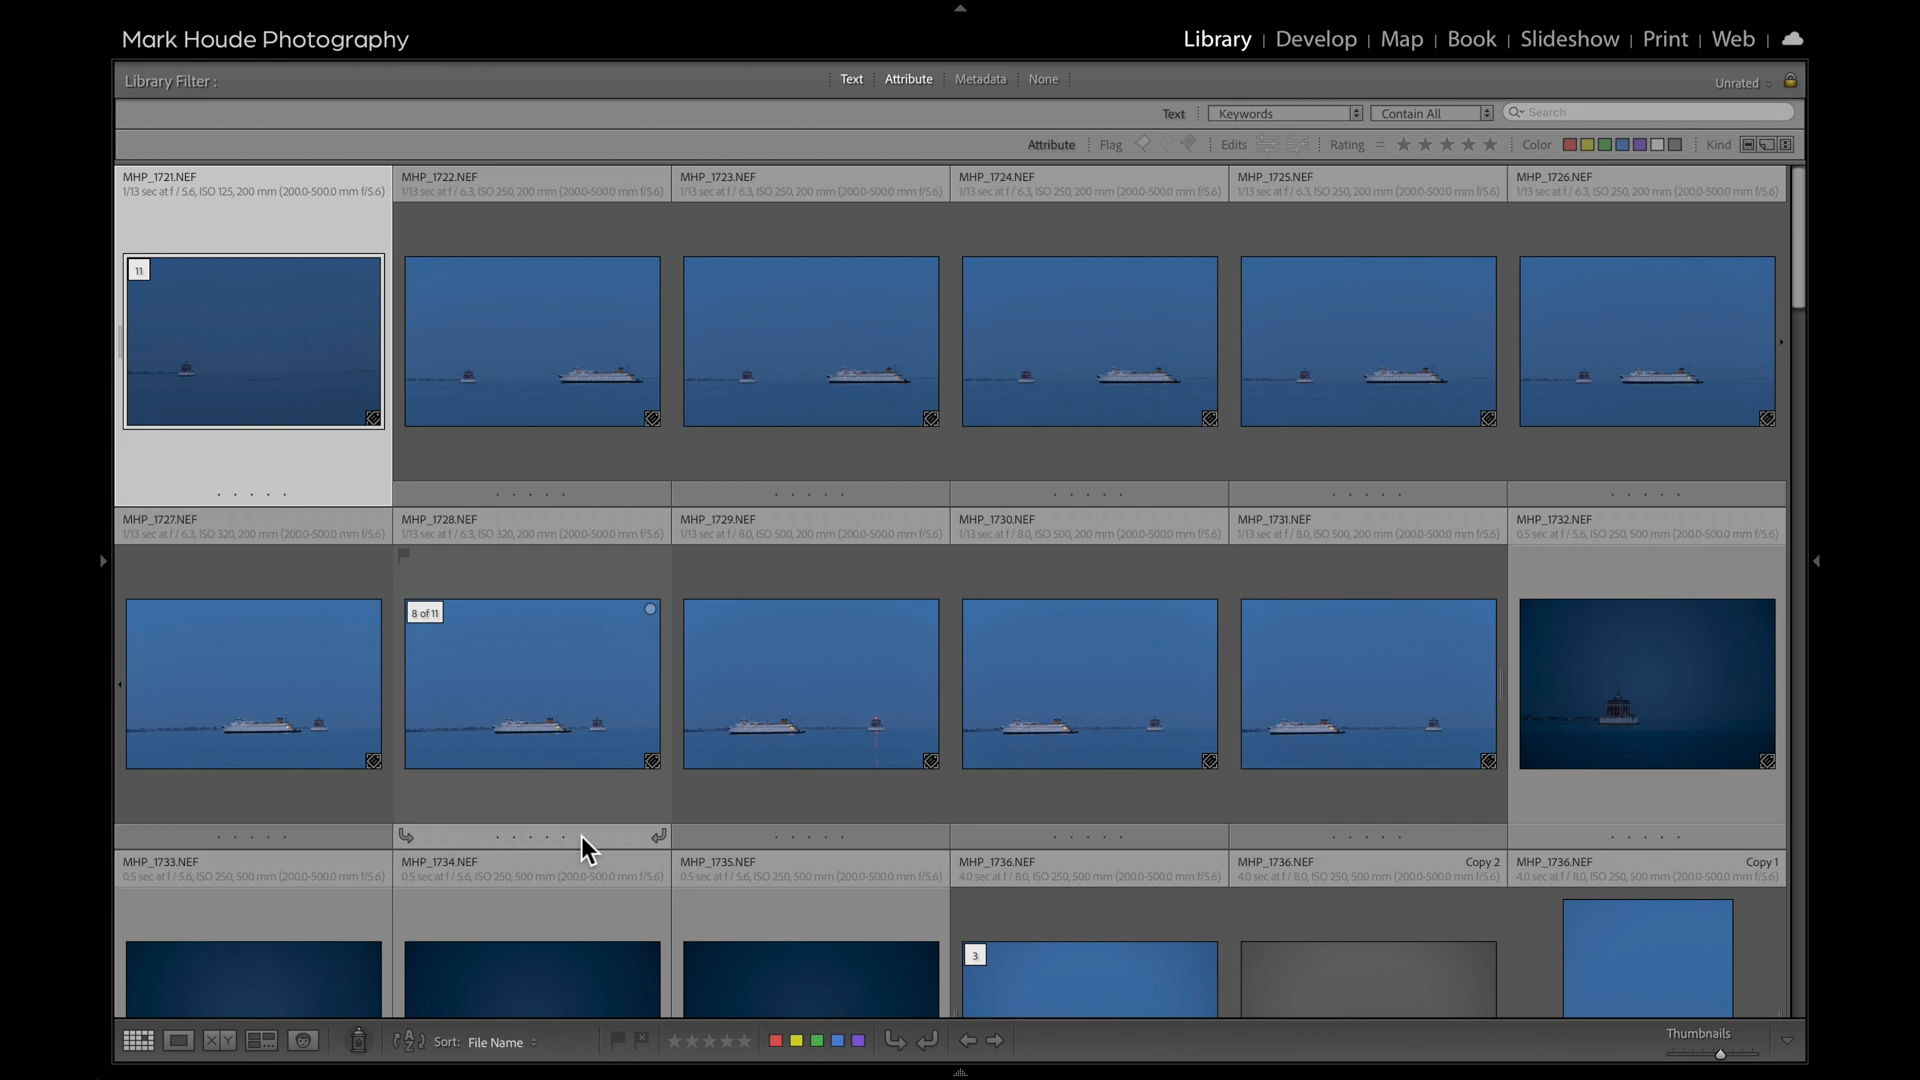 Mark Houde Photography
Library | Develop | Map | Book | Slideshow | Print | Web |
Library Filter :
Text Attribute Metadata None
Unrated
Text Keywords Contain All Search
Attribute Flag Edits Rating = Color Kind
MHP_1721.NEF MHP_1722.NEF MHP_1723.NEF MHP_1724.NEF MHP_1725.NEF MHP_1726.NEF
1/13 sec at f / 5.6, ISO 125, 200 mm (200.0-500.0 mm f/5.6) 1/13 sec at f / 6.3, ISO 250, 200 mm (200.0-500.0 mm f/5.6) 1/13 sec at f / 6.3, ISO 250, 200 mm (200.0-500.0 mm f/5.6) 1/13 sec at f / 6.3, ISO 250, 200 mm (200.0-500.0 mm f/5.6) 1/13 sec at f / 6.3, ISO 250, 200 mm (200.0-500.0 mm f/5.6) 1/13 sec at f / 6.3, ISO 250, 200 mm (200.0-500.0 mm f/5.6)
11
MHP_1727.NEF MHP_1728.NEF MHP_1729.NEF MHP_1730.NEF MHP_1731.NEF MHP_1732.NEF
1/13 sec at f / 6.3, ISO 320, 200 mm (200.0-500.0 mm f/5.6) 1/13 sec at f / 6.3, ISO 320, 200 mm (200.0-500.0 mm f/5.6) 1/13 sec at f / 8.0, ISO 500, 200 mm (200.0-500.0 mm f/5.6) 1/13 sec at f / 8.0, ISO 500, 200 mm (200.0-500.0 mm f/5.6) 1/13 sec at f / 8.0, ISO 500, 200 mm (200.0-500.0 mm f/5.6) 0.5 sec at f / 5.6, ISO 250, 500 mm (200.0-500.0 mm f/5.6)
8 of 11
MHP_1733.NEF MHP_1734.NEF MHP_1735.NEF MHP_1736.NEF MHP_1736.NEF Copy 2 MHP_1736.NEF Copy 1
0.5 sec at f / 5.6, ISO 250, 500 mm (200.0-500.0 mm f/5.6) 0.5 sec at f / 5.6, ISO 250, 500 mm (200.0-500.0 mm f/5.6) 0.5 sec at f / 5.6, ISO 250, 500 mm (200.0-500.0 mm f/5.6) 4.0 sec at f / 8.0, ISO 250, 500 mm (200.0-500.0 mm f/5.6) 4.0 sec at f / 8.0, ISO 250, 500 mm (200.0-500.0 mm f/5.6) 4.0 sec at f / 8.0, ISO 250, 500 mm (200.0-500.0 mm f/5.6)
3
X Y A Z Sort: File Name Thumbnails